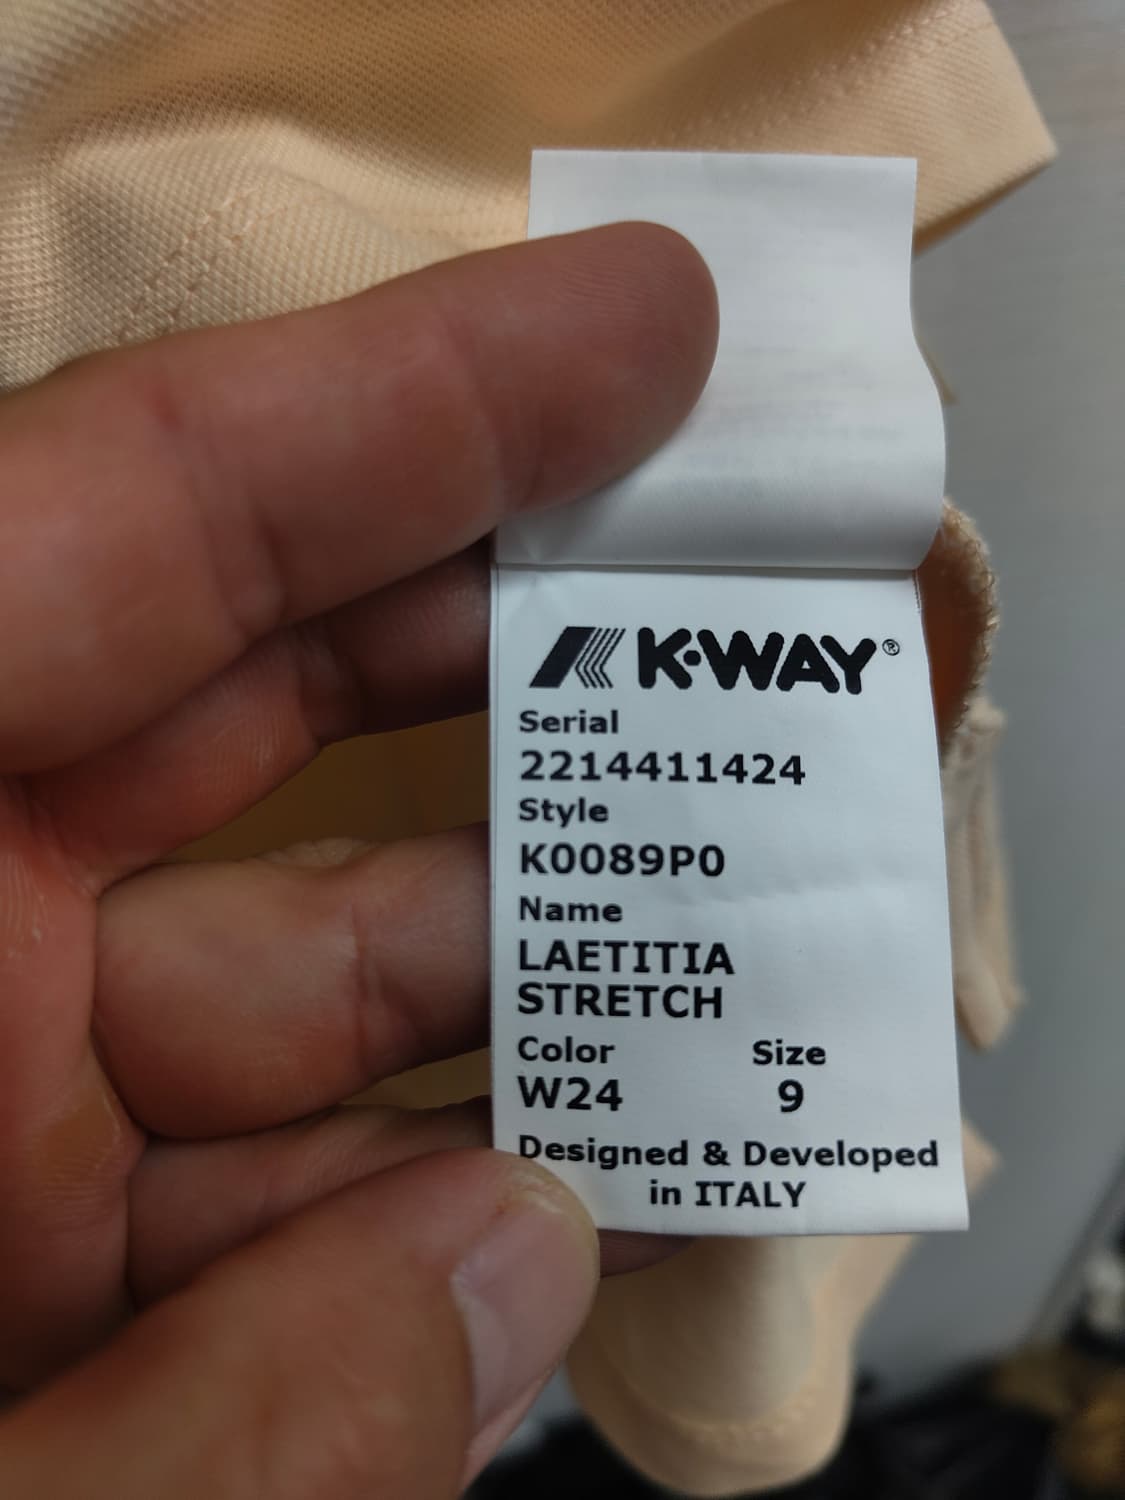 K·WAY®
Serial
2214411424
Style
K0089P0
Name
LAETITIA
STRETCH
Color Size
W24 9
Designed & Developed
in ITALY